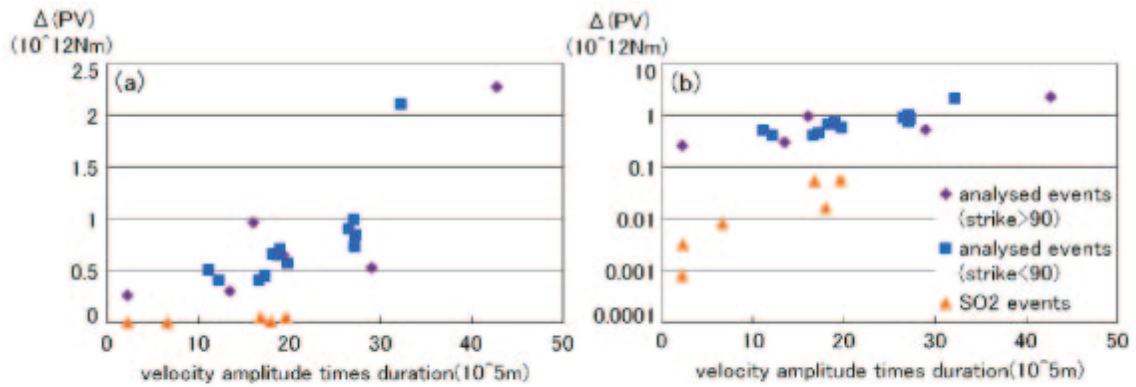 Δ(PV)
(10^12Nm)
(a)
2.5
2
1.5
1
0.5
0
0 10 20 30 40 50
velocity amplitude times duration(10^5m)
Δ(PV)
(10^12Nm)
(b)
10
1
0.1
0.01
0.001
0.0001
0 10 20 30 40 50
velocity amplitude times duration(10^5m)
analysed events
(strike>90)
analysed events
(strike<90)
SO2 events